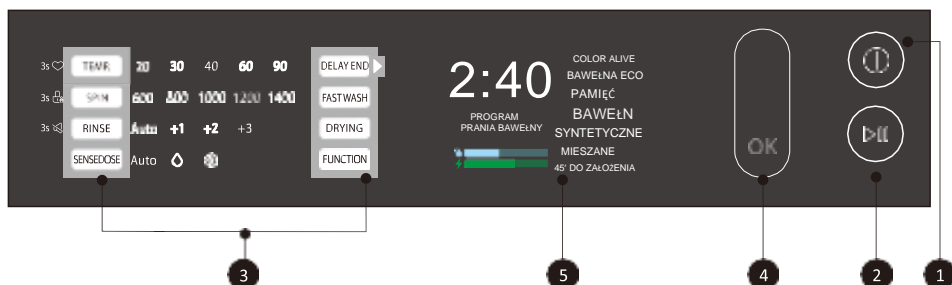 3s TEMP. 20 30 40 60 90
3s SPIN 600 800 1000 1200 1400
3s RINSE Auto +1 +2 +3
SENSEDOSE Auto
DELAY END
FAST WASH
DRYING
FUNCTION
2:40
PROGRAM
PRANIA BAWEŁNY
COLOR ALIVE
BAWEŁNA ECO
PAMIĘĆ
BAWEŁN
SYNTETYCZNE
MIESZANE
45' DO ZAŁOŻENIA
OK
3
5
4
2
1